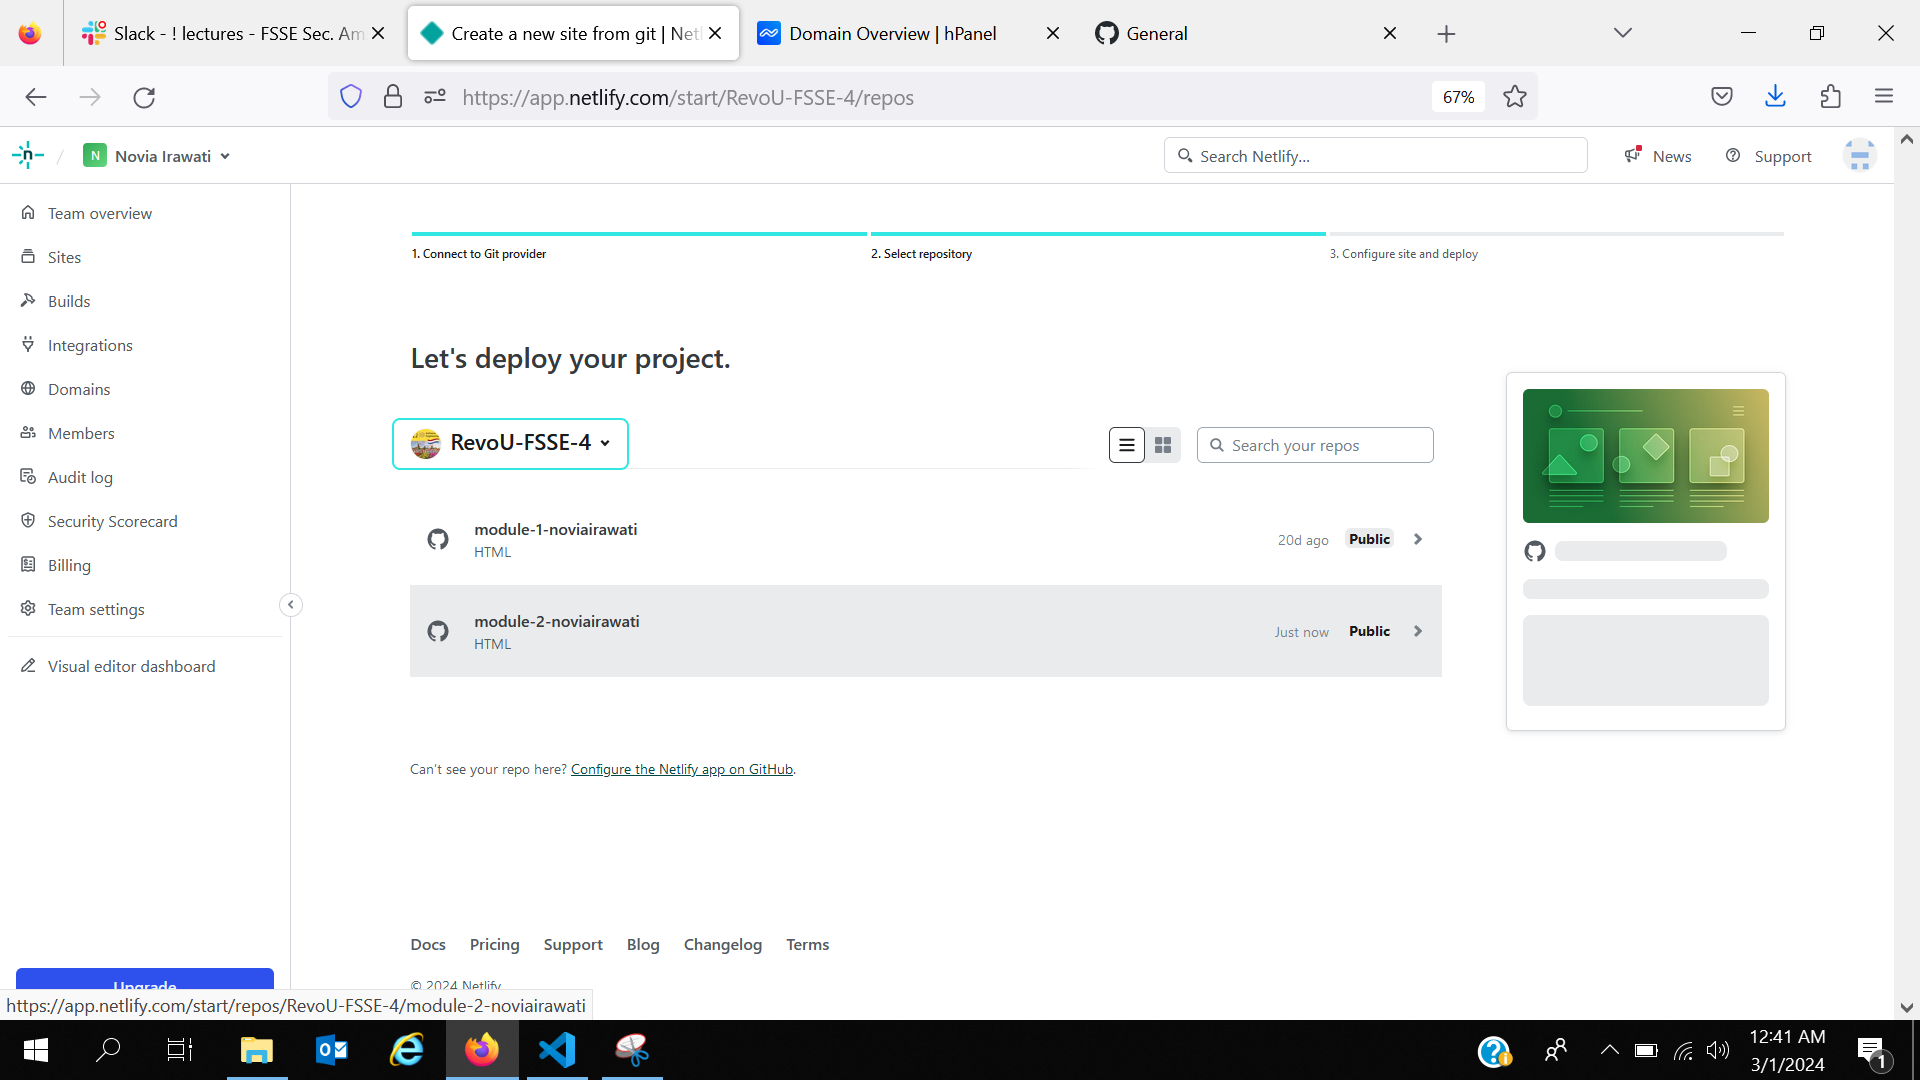 Slack - ! lectures - FSSE Sec. Am
Create a new site from git | Netl
Domain Overview | hPanel
General
https://app.netlify.com/start/RevoU-FSSE-4/repos
67%
n
/
N
Novia Irawati
Search Netlify...
News
Support
Team overview
Sites
Builds
Integrations
Domains
Members
Audit log
Security Scorecard
Billing
Team settings
Visual editor dashboard
Upgrade
1. Connect to Git provider
2. Select repository
3. Configure site and deploy
Let's deploy your project.
RevoU-FSSE-4
Search your repos
module-1-noviairawati
HTML
20d ago
Public
module-2-noviairawati
HTML
Just now
Public
Can't see your repo here? Configure the Netlify app on GitHub.
Docs
Pricing
Support
Blog
Changelog
Terms
© 2024 Netlify
https://app.netlify.com/start/repos/RevoU-FSSE-4/module-2-noviairawati
12:41 AM
3/1/2024
1